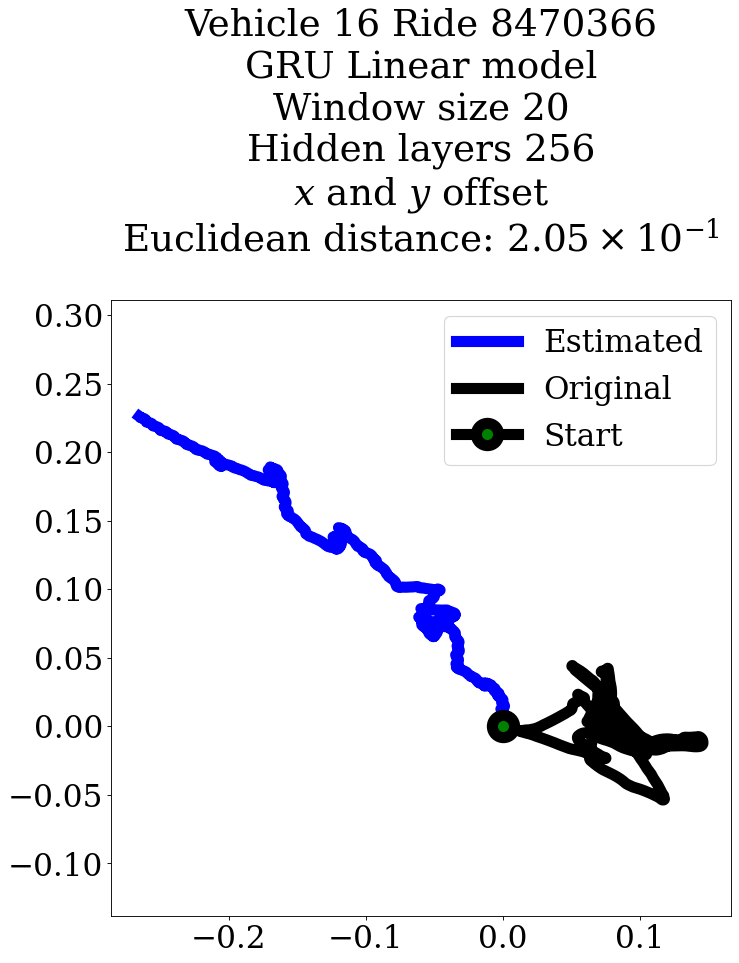 Vehicle 16 Ride 8470366
GRU Linear model
Window size 20
Hidden layers 256
x and y offset
Euclidean distance: 2.05 × 10⁻¹
Estimated
Original
Start
0.30
0.25
0.20
0.15
0.10
0.05
0.00
−0.05
−0.10
−0.2 −0.1 0.0 0.1